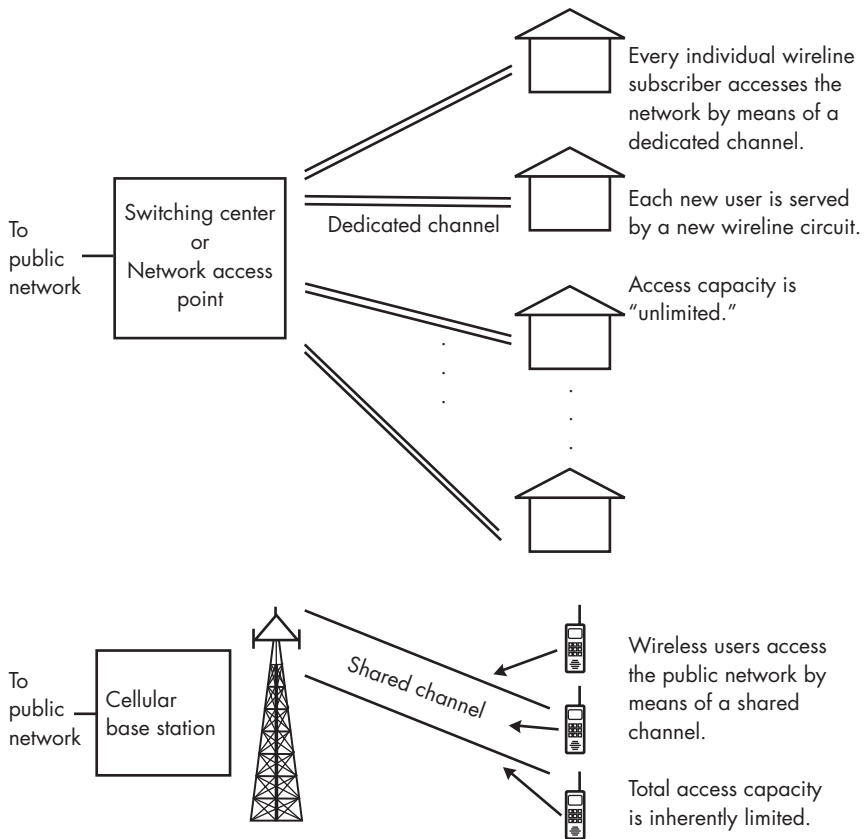 Every individual wireline
subscriber accesses the
network by means of a
dedicated channel.
Switching center
or
Network access
point
To
public
network
Dedicated channel
Each new user is served
by a new wireline circuit.
Access capacity is
“unlimited.”
To
public
network
Cellular
base station
Shared channel
Wireless users access
the public network by
means of a shared
channel.
Total access capacity
is inherently limited.